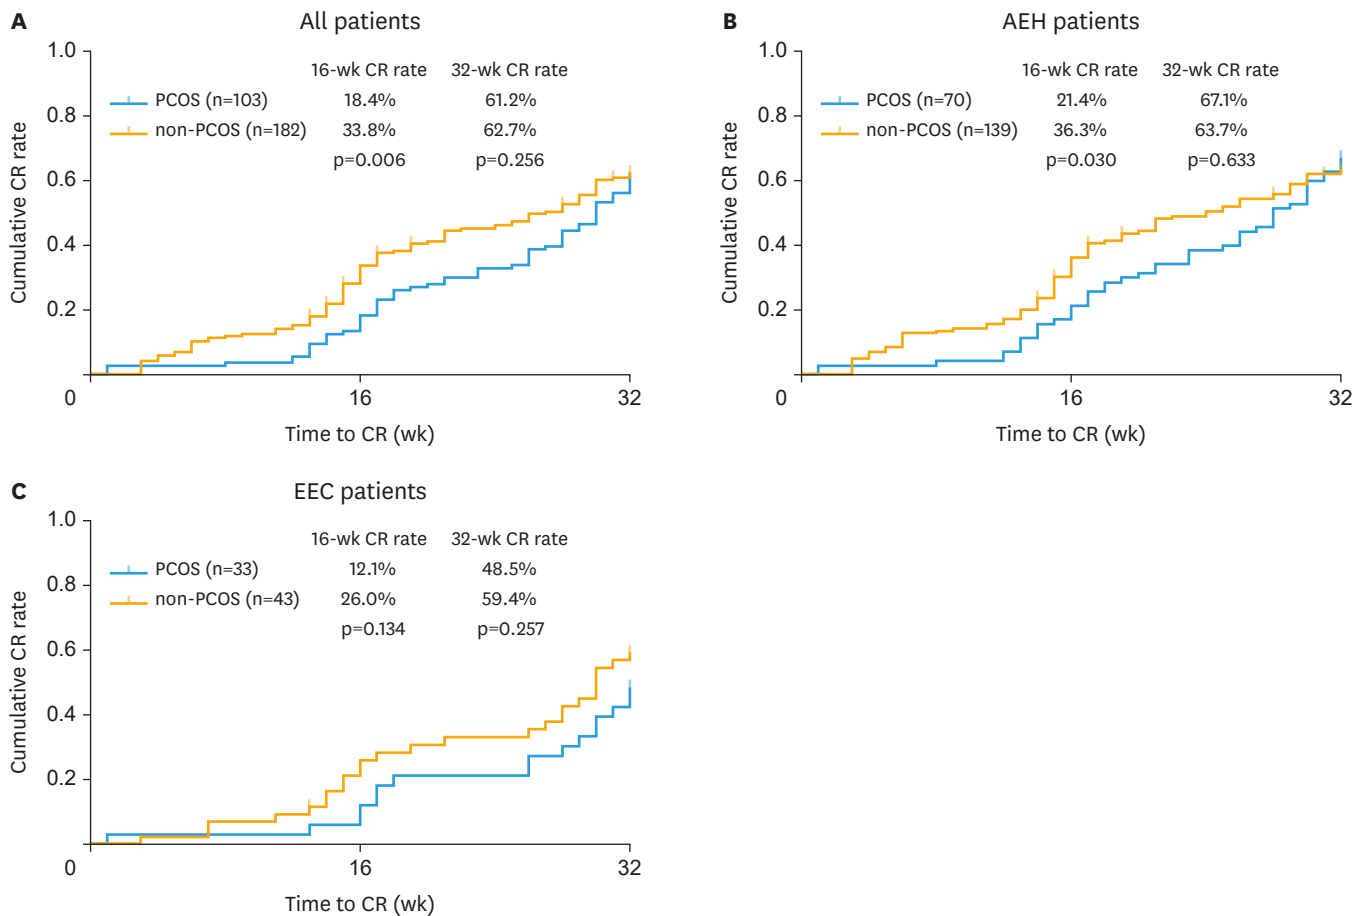 A
All patients
1.0
0.8
0.6
0.4
0.2
0
16
32
Cumulative CR rate
Time to CR (wk)
16-wk CR rate 32-wk CR rate
PCOS (n=103) 18.4% 61.2%
non-PCOS (n=182) 33.8% 62.7%
p=0.006 p=0.256
B
AEH patients
1.0
0.8
0.6
0.4
0.2
0
16
32
Cumulative CR rate
Time to CR (wk)
16-wk CR rate 32-wk CR rate
PCOS (n=70) 21.4% 67.1%
non-PCOS (n=139) 36.3% 63.7%
p=0.030 p=0.633
C
EEC patients
1.0
0.8
0.6
0.4
0.2
0
16
32
Cumulative CR rate
Time to CR (wk)
16-wk CR rate 32-wk CR rate
PCOS (n=33) 12.1% 48.5%
non-PCOS (n=43) 26.0% 59.4%
p=0.134 p=0.257